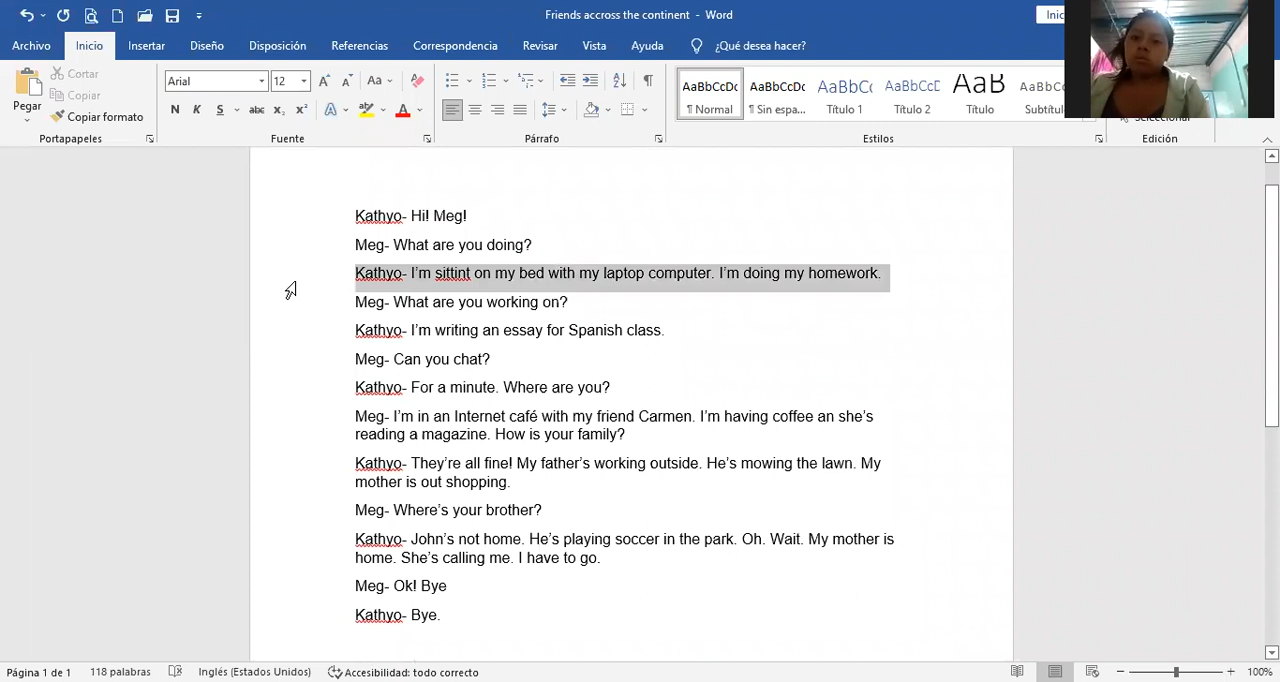 Friends accross the continent - Word
Archivo Inicio Insertar Diseño Disposición Referencias Correspondencia Revisar Vista Ayuda ¿Qué desea hacer?
Pegar
Cortar
Copiar
Copiar formato
Arial 12
Aa
N K S abc x₂ x²
AaBbCcDc AaBbCcDc AaBbC( AaBbCcD AaB AaBbCc
¶ Normal ¶ Sin espa... Título 1 Título 2 Título Subtítu
Portapapeles Fuente Párrafo Estilos Edición
Kathyo- Hi! Meg!
Meg- What are you doing?
Kathyo- I’m sittint on my bed with my laptop computer. I’m doing my homework.
Meg- What are you working on?
Kathyo- I’m writing an essay for Spanish class.
Meg- Can you chat?
Kathyo- For a minute. Where are you?
Meg- I’m in an Internet café with my friend Carmen. I’m having coffee an she’s
reading a magazine. How is your family?
Kathyo- They’re all fine! My father’s working outside. He’s mowing the lawn. My
mother is out shopping.
Meg- Where’s your brother?
Kathyo- John’s not home. He’s playing soccer in the park. Oh. Wait. My mother is
home. She’s calling me. I have to go.
Meg- Ok! Bye
Kathyo- Bye.
Página 1 de 1 118 palabras Inglés (Estados Unidos) Accesibilidad: todo correcto 100%